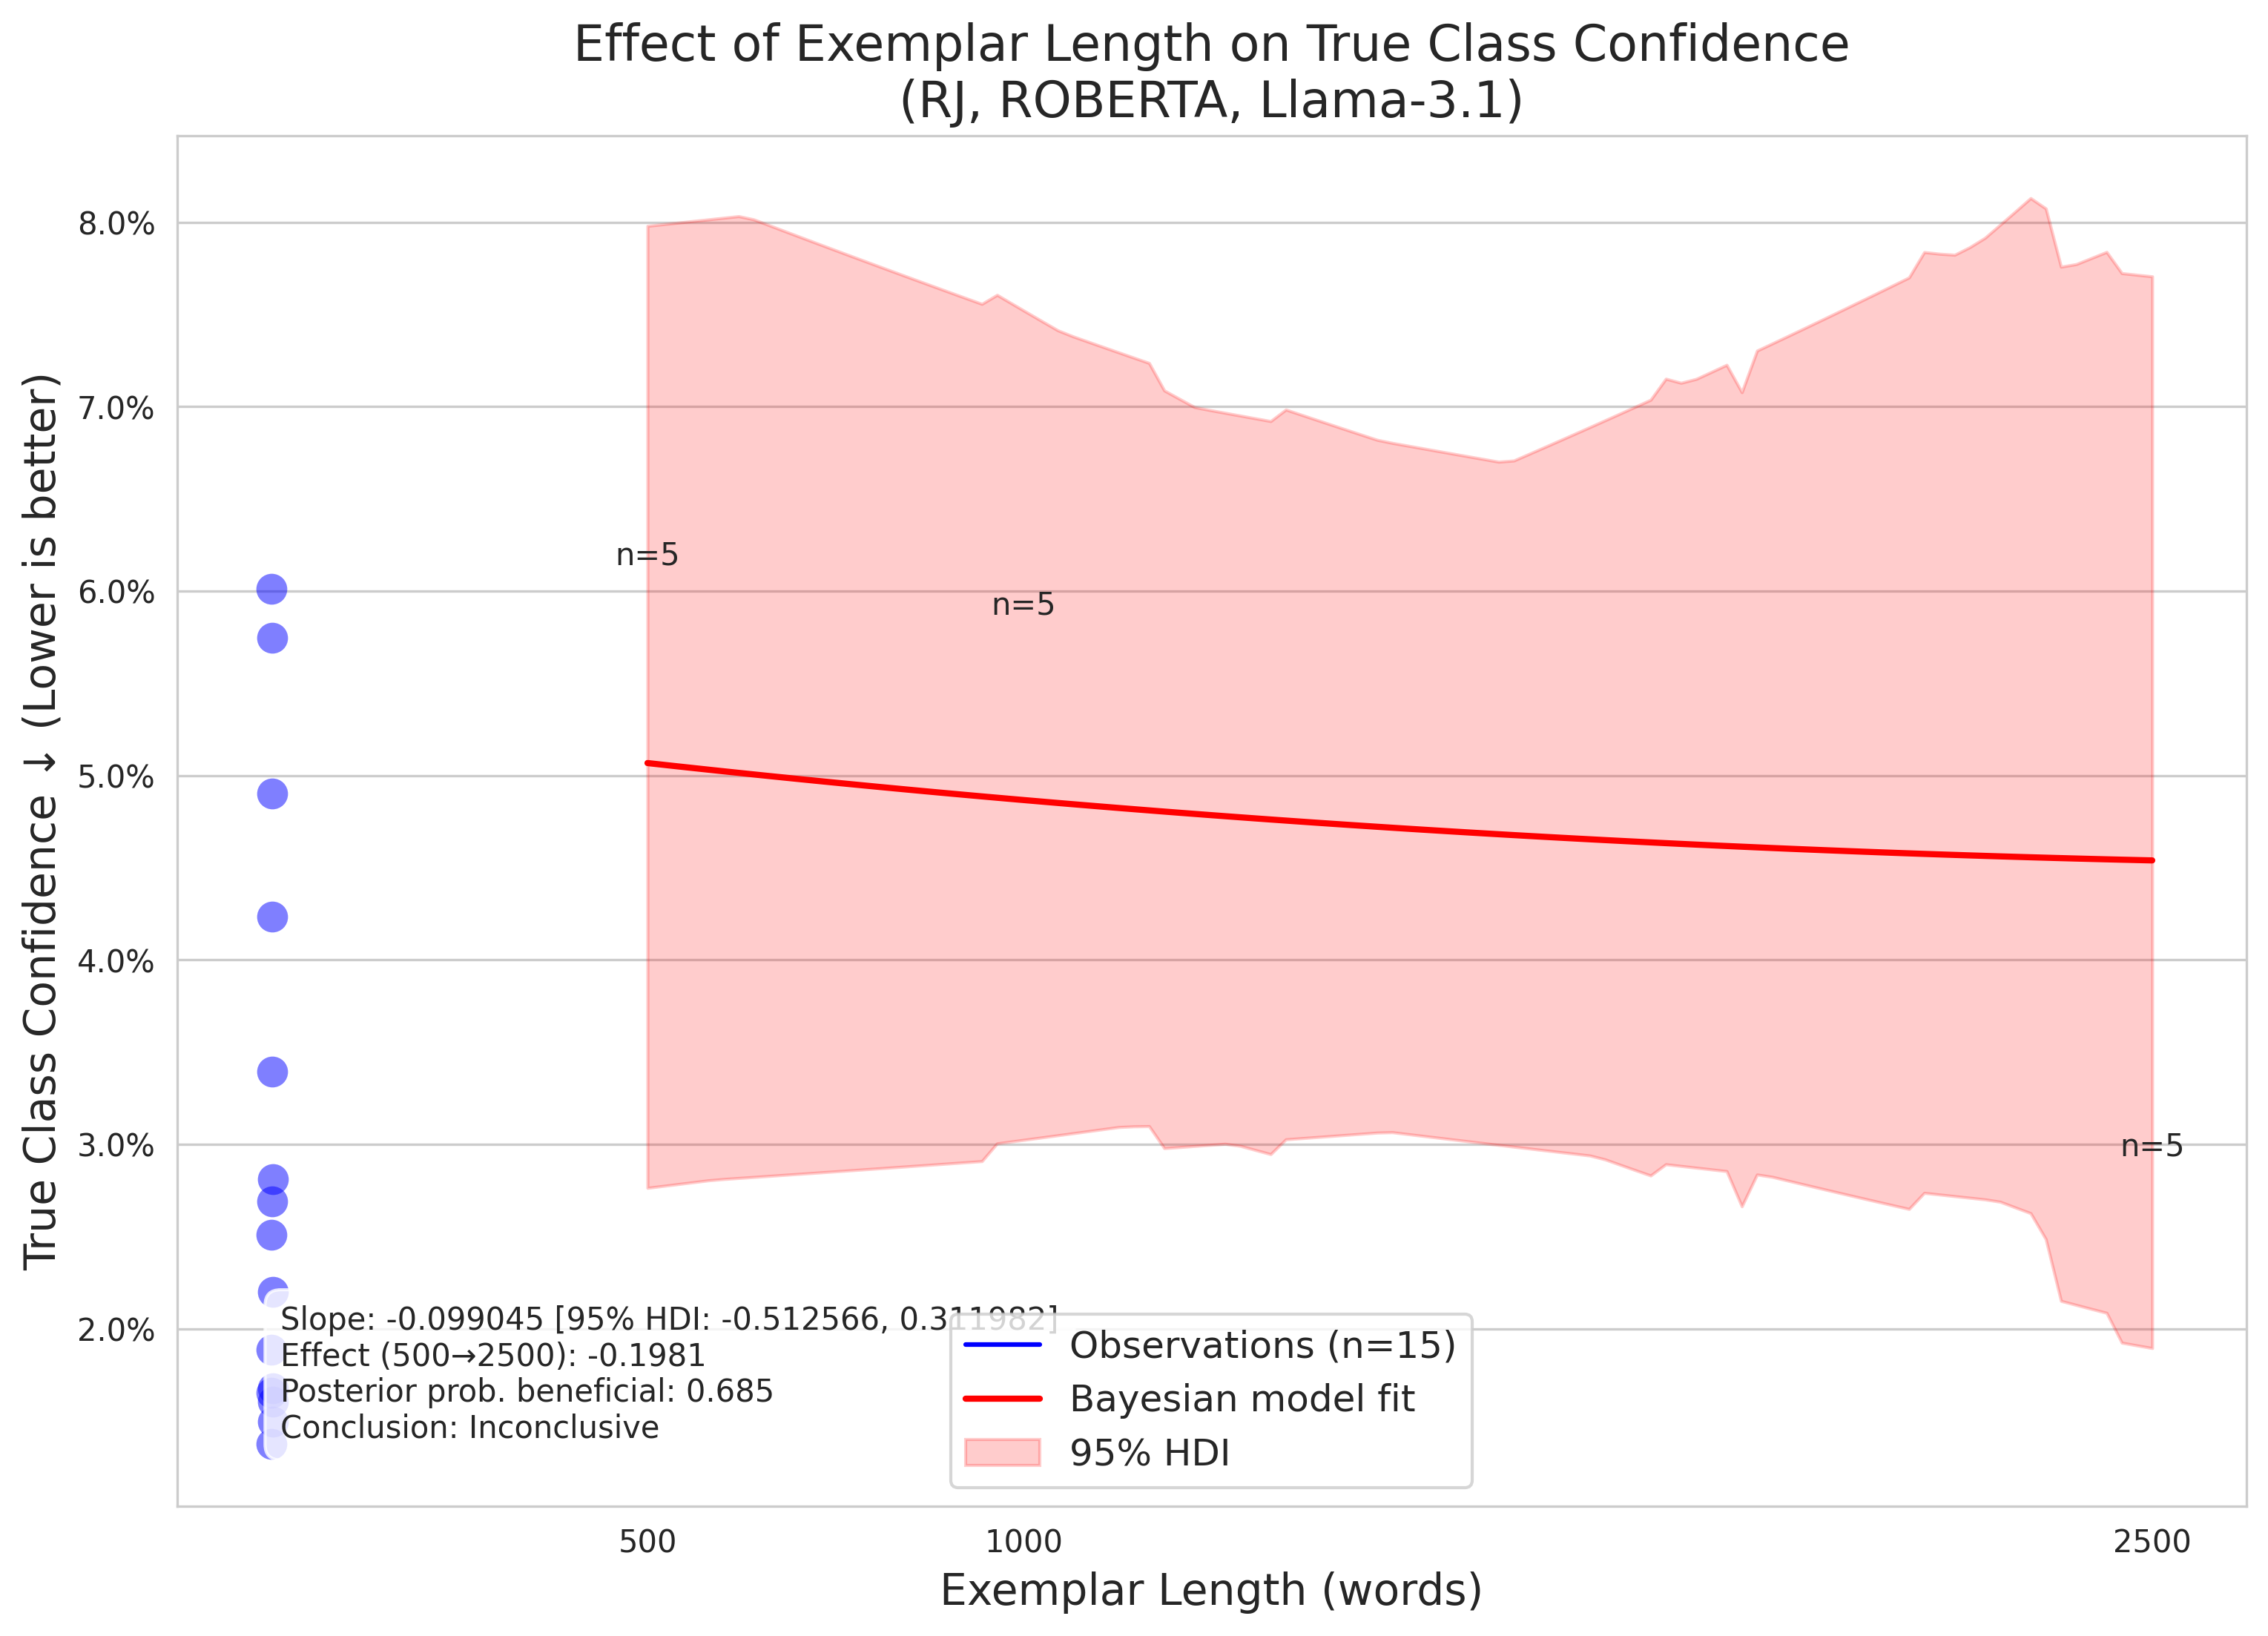 Effect of Exemplar Length on True Class Confidence
(RJ, ROBERTA, Llama-3.1)
True Class Confidence ↓ (Lower is better)
8.0%
7.0%
6.0%
5.0%
4.0%
3.0%
2.0%
n=5
n=5
n=5
Slope: -0.099045 [95% HDI: -0.512566, 0.311982]
Effect (500→2500): -0.1981
Posterior prob. beneficial: 0.685
Conclusion: Inconclusive
Observations (n=15)
Bayesian model fit
95% HDI
500
1000
2500
Exemplar Length (words)